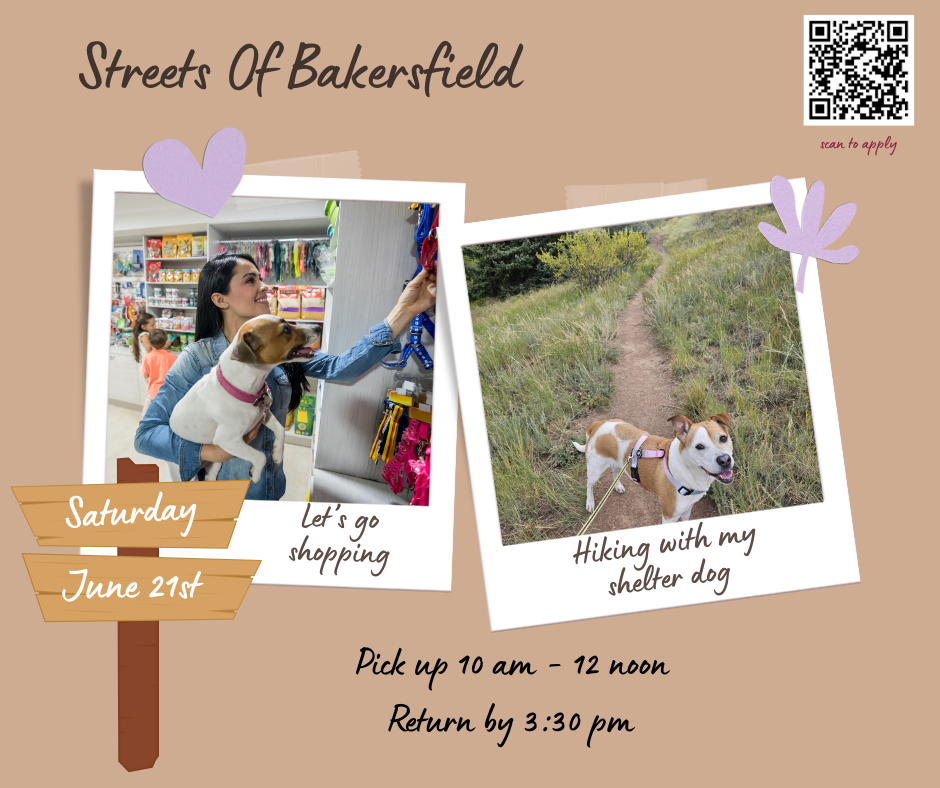 Streets Of Bakersfield
scan to apply
Let's go
shopping
Hiking with my
shelter dog
Saturday
June 21st
Pick up 10 am - 12 noon
Return by 3:30 pm